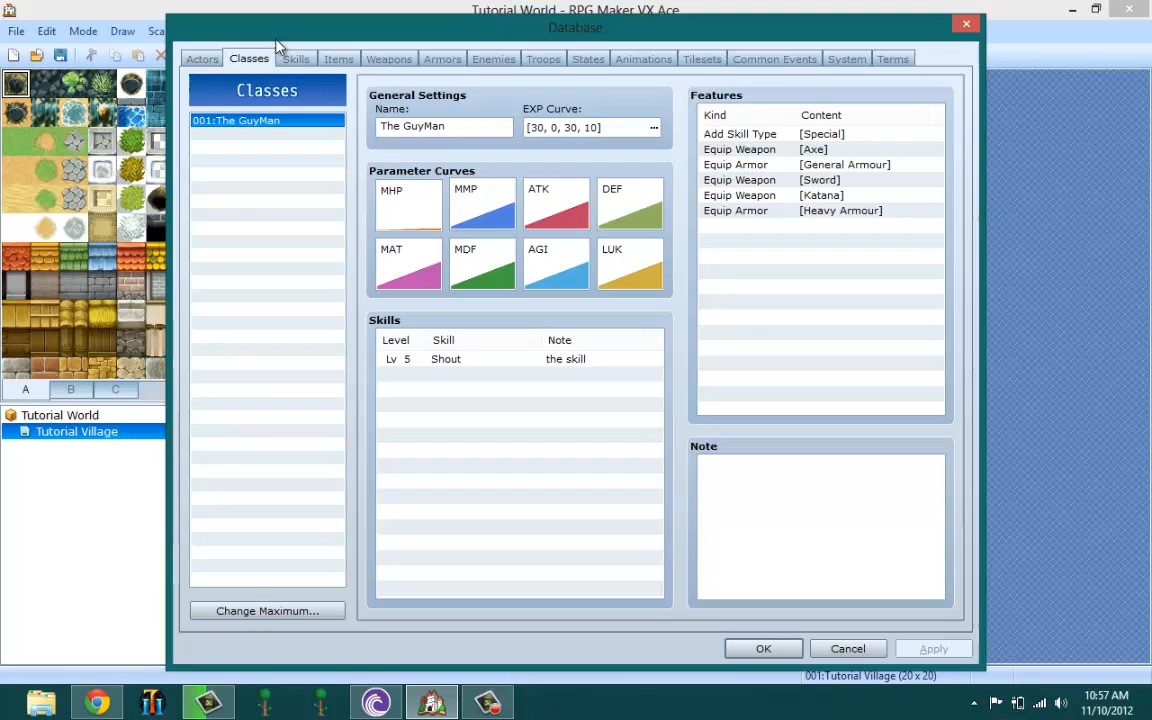 Tutorial World - RPG Maker VX Ace
File Edit Mode Draw Sca
Database
Actors Classes Skills Items Weapons Armors Enemies Troops States Animations Tilesets Common Events System Terms
Classes
001:The GuyMan
Change Maximum...
General Settings
Name: EXP Curve:
The GuyMan [30, 0, 30, 10] ...
Parameter Curves
MHP MMP ATK DEF
MAT MDF AGI LUK
Skills
Level Skill Note
Lv 5 Shout the skill
Features
Kind Content
Add Skill Type [Special]
Equip Weapon [Axe]
Equip Armor [General Armour]
Equip Weapon [Sword]
Equip Weapon [Katana]
Equip Armor [Heavy Armour]
Note
A B C
Tutorial World
Tutorial Village
OK Cancel Apply
001:Tutorial Village (20 x 20)
10:57 AM
11/10/2012